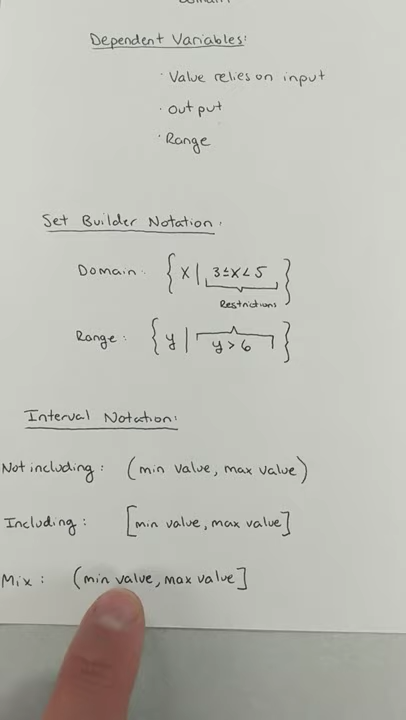 Domain
Dependent Variables:
· Value relies on input
· output
· Range
Set Builder Notation:
Domain: {x | 3≤x<5}
Restrictions
Range: {y | y>6}
Interval Notation:
Not including: (min value, max value)
Including: [min value, max value]
Mix: (min value, max value]